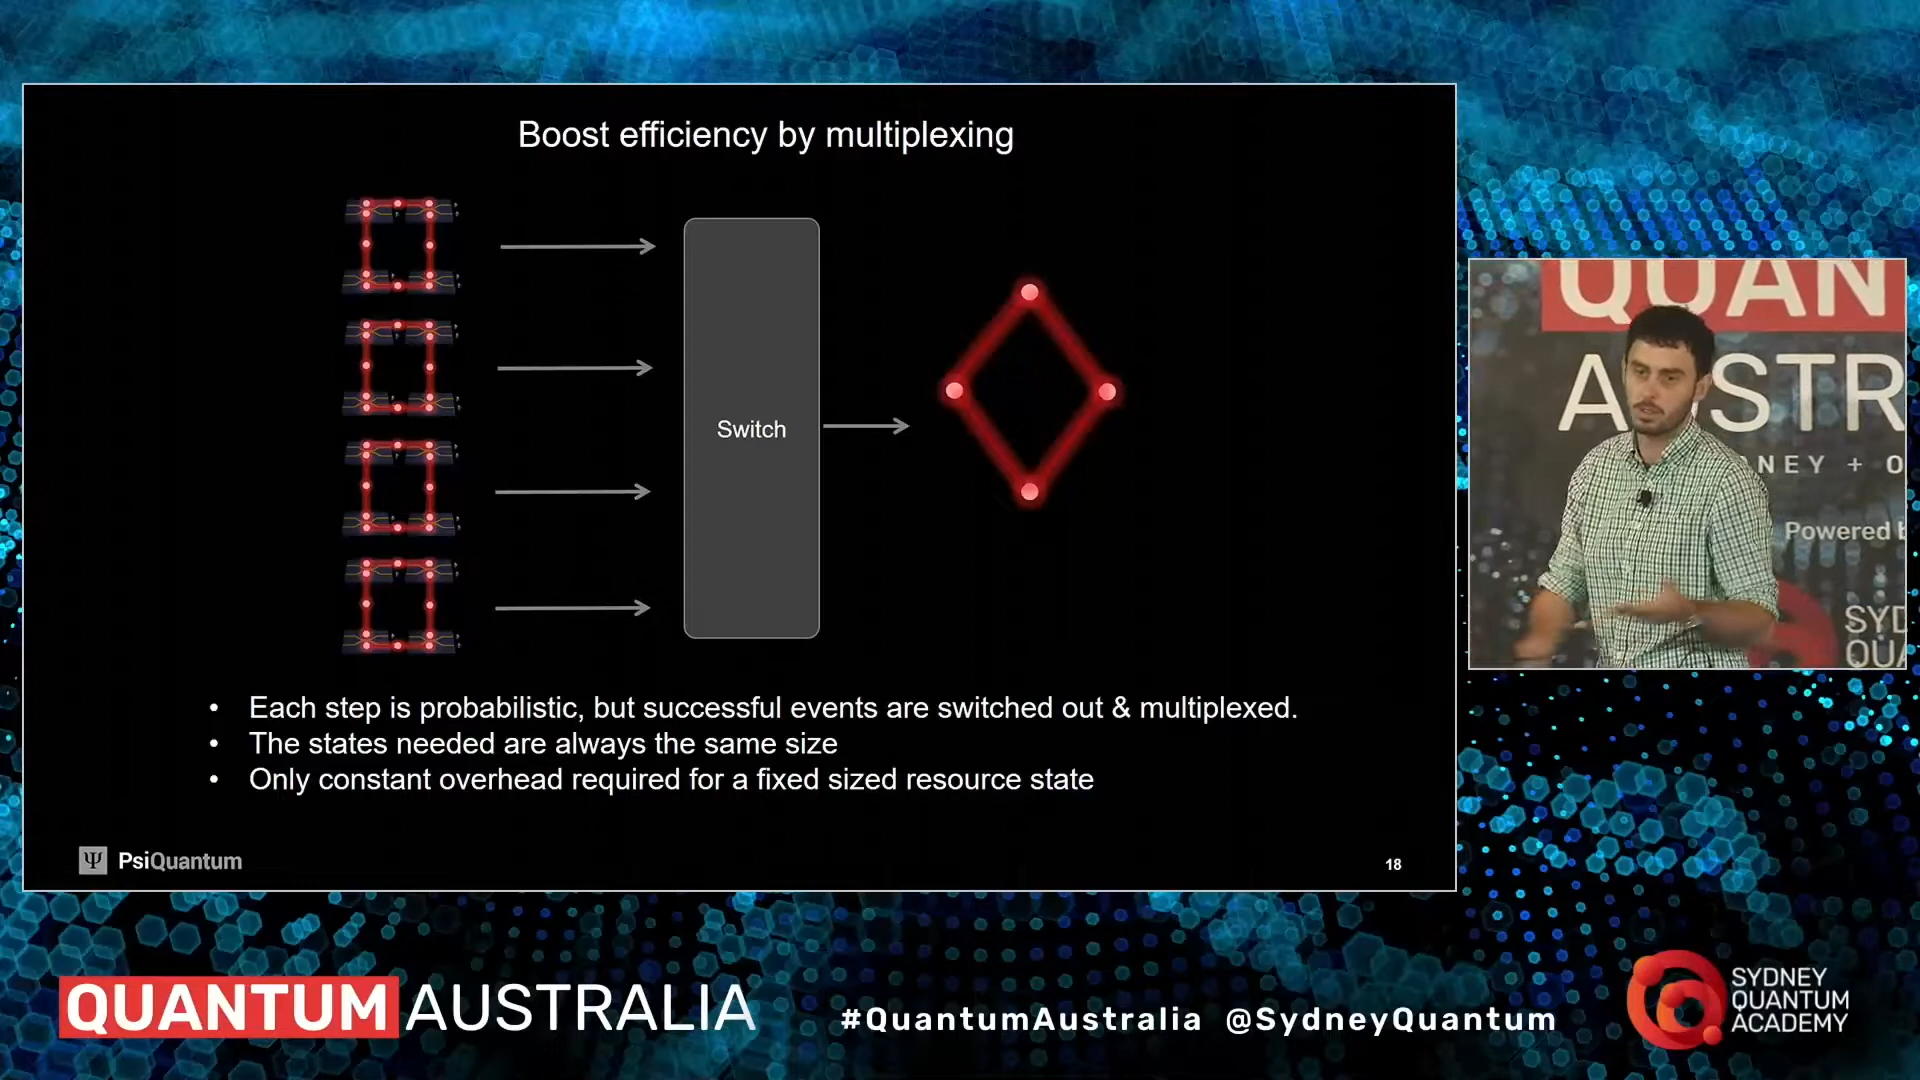 Boost efficiency by multiplexing
Switch
• Each step is probabilistic, but successful events are switched out & multiplexed.
• The states needed are always the same size
• Only constant overhead required for a fixed sized resource state
Ψ PsiQuantum
18
QUAN
A STR
NEY + O
Powered b
SYD
QUA
QUANTUM AUSTRALIA
#QuantumAustralia @SydneyQuantum
SYDNEY
QUANTUM
ACADEMY